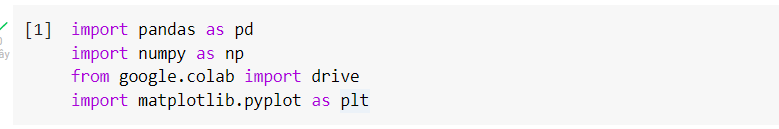 [1] import pandas as pd
import numpy as np
from google.colab import drive
import matplotlib.pyplot as plt
ây